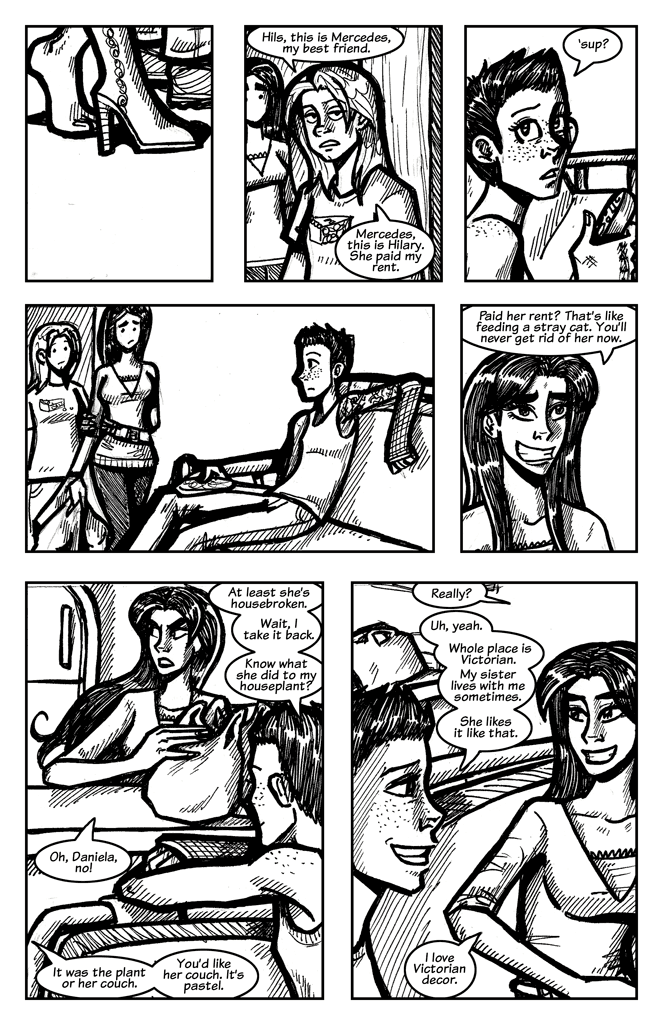 Hils, this is Mercedes,
my best friend.
Mercedes,
this is Hilary.
She paid my
rent.
'sup?
Paid her rent? That's like
feeding a stray cat. You'll
never get rid of her now.
At least she's
housebroken.
Wait, I
take it back.
Know what
she did to my
houseplant?
Oh, Daniela,
no!
It was the plant
or her couch.
You'd like
her couch. It's
pastel.
Really?
Uh, yeah.
Whole place is
Victorian.
My sister
lives with me
sometimes.
She likes
it like that.
I love
Victorian
decor.